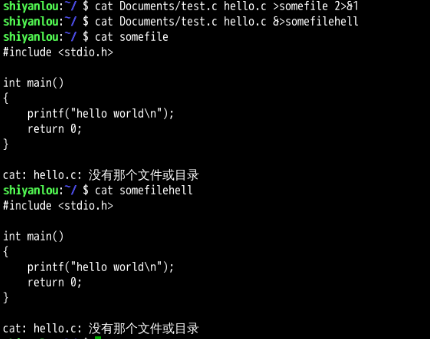 shiyanlou:~/ $ cat Documents/test.c hello.c >somefile 2>&1
shiyanlou:~/ $ cat Documents/test.c hello.c &>somefilehell
shiyanlou:~/ $ cat somefile
#include <stdio.h>
int main()
{
    printf("hello world\n");
    return 0;
}
cat: hello.c: 没有那个文件或目录
shiyanlou:~/ $ cat somefilehell
#include <stdio.h>
int main()
{
    printf("hello world\n");
    return 0;
}
cat: hello.c: 没有那个文件或目录